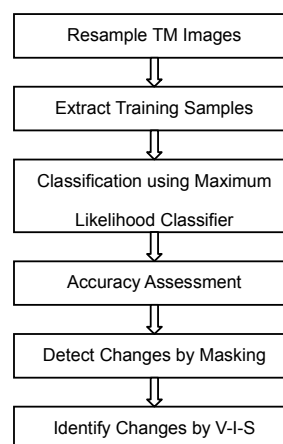 Resample TM Images
Extract Training Samples
Classification using Maximum
Likelihood Classifier
Accuracy Assessment
Detect Changes by Masking
Identify Changes by V-I-S